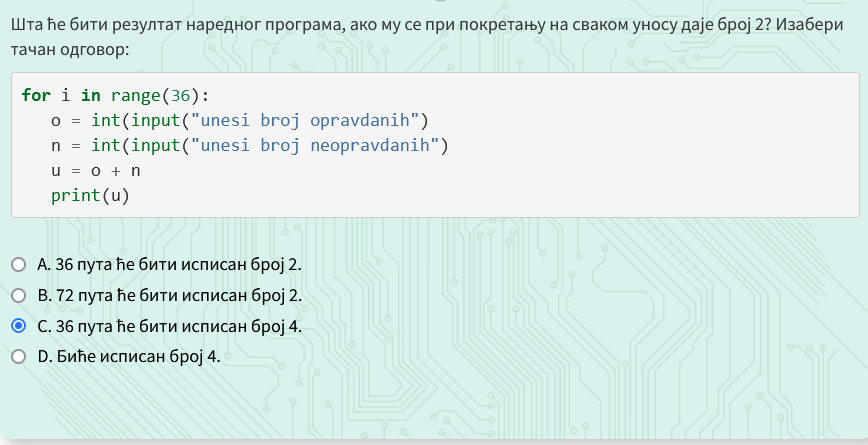 Шта ће бити резултат наредног програма, ако му се при покретању на сваком уносу даје број 2? Изабери
тачан одговор:
for i in range(36):
o = int(input("unesi broj opravdanih")
n = int(input("unesi broj neopravdanih")
u = o + n
print(u)
A. 36 пута ће бити исписан број 2.
B. 72 пута ће бити исписан број 2.
C. 36 пута ће бити исписан број 4.
D. Биће исписан број 4.